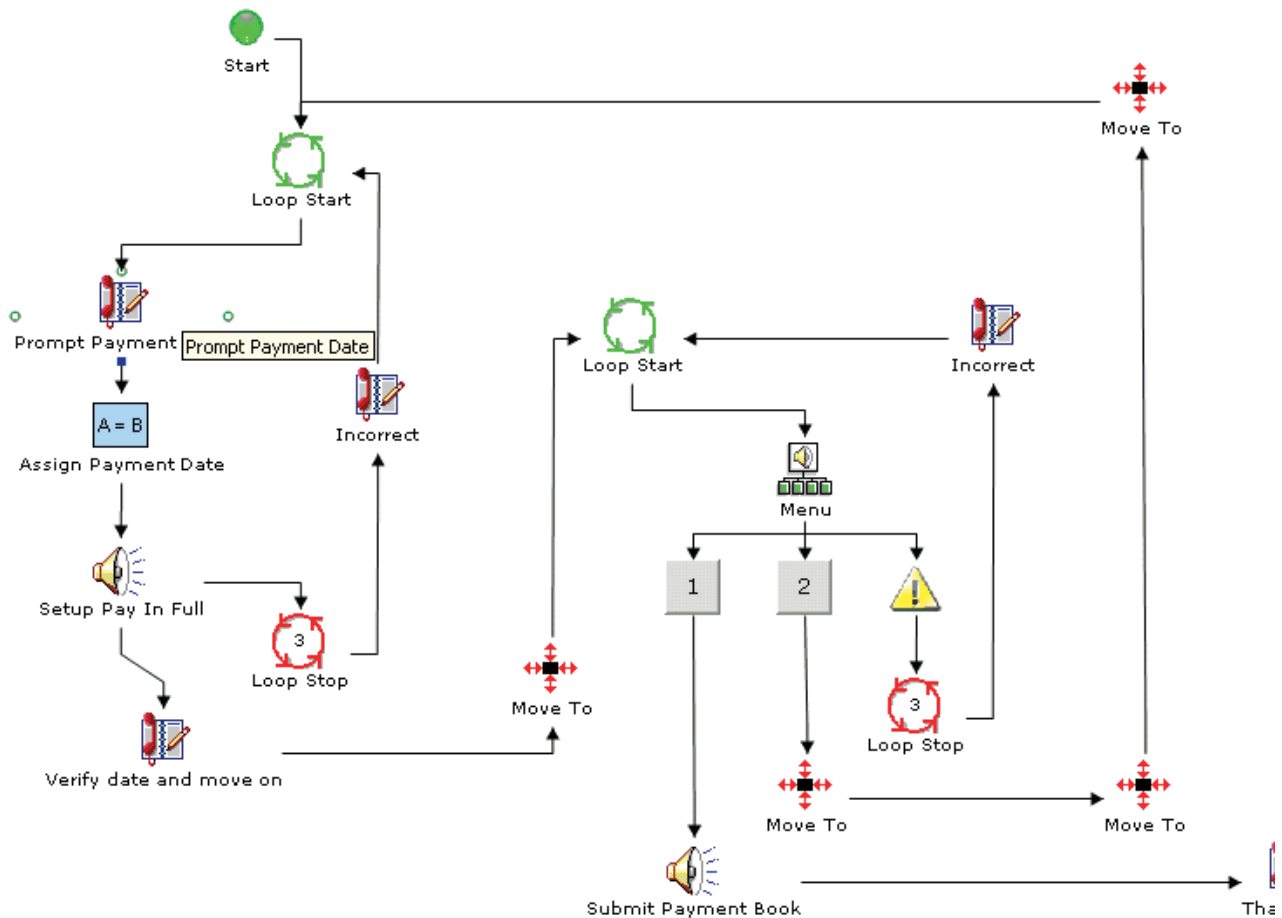 Start
Move To
Loop Start
Prompt Payment
Prompt Payment Date
Loop Start
Incorrect
A = B
Incorrect
Assign Payment Date
Menu
1
2
Setup Pay In Full
3
Loop Stop
Move To
3
Loop Stop
Verify date and move on
Move To
Move To
Submit Payment Book
Tha